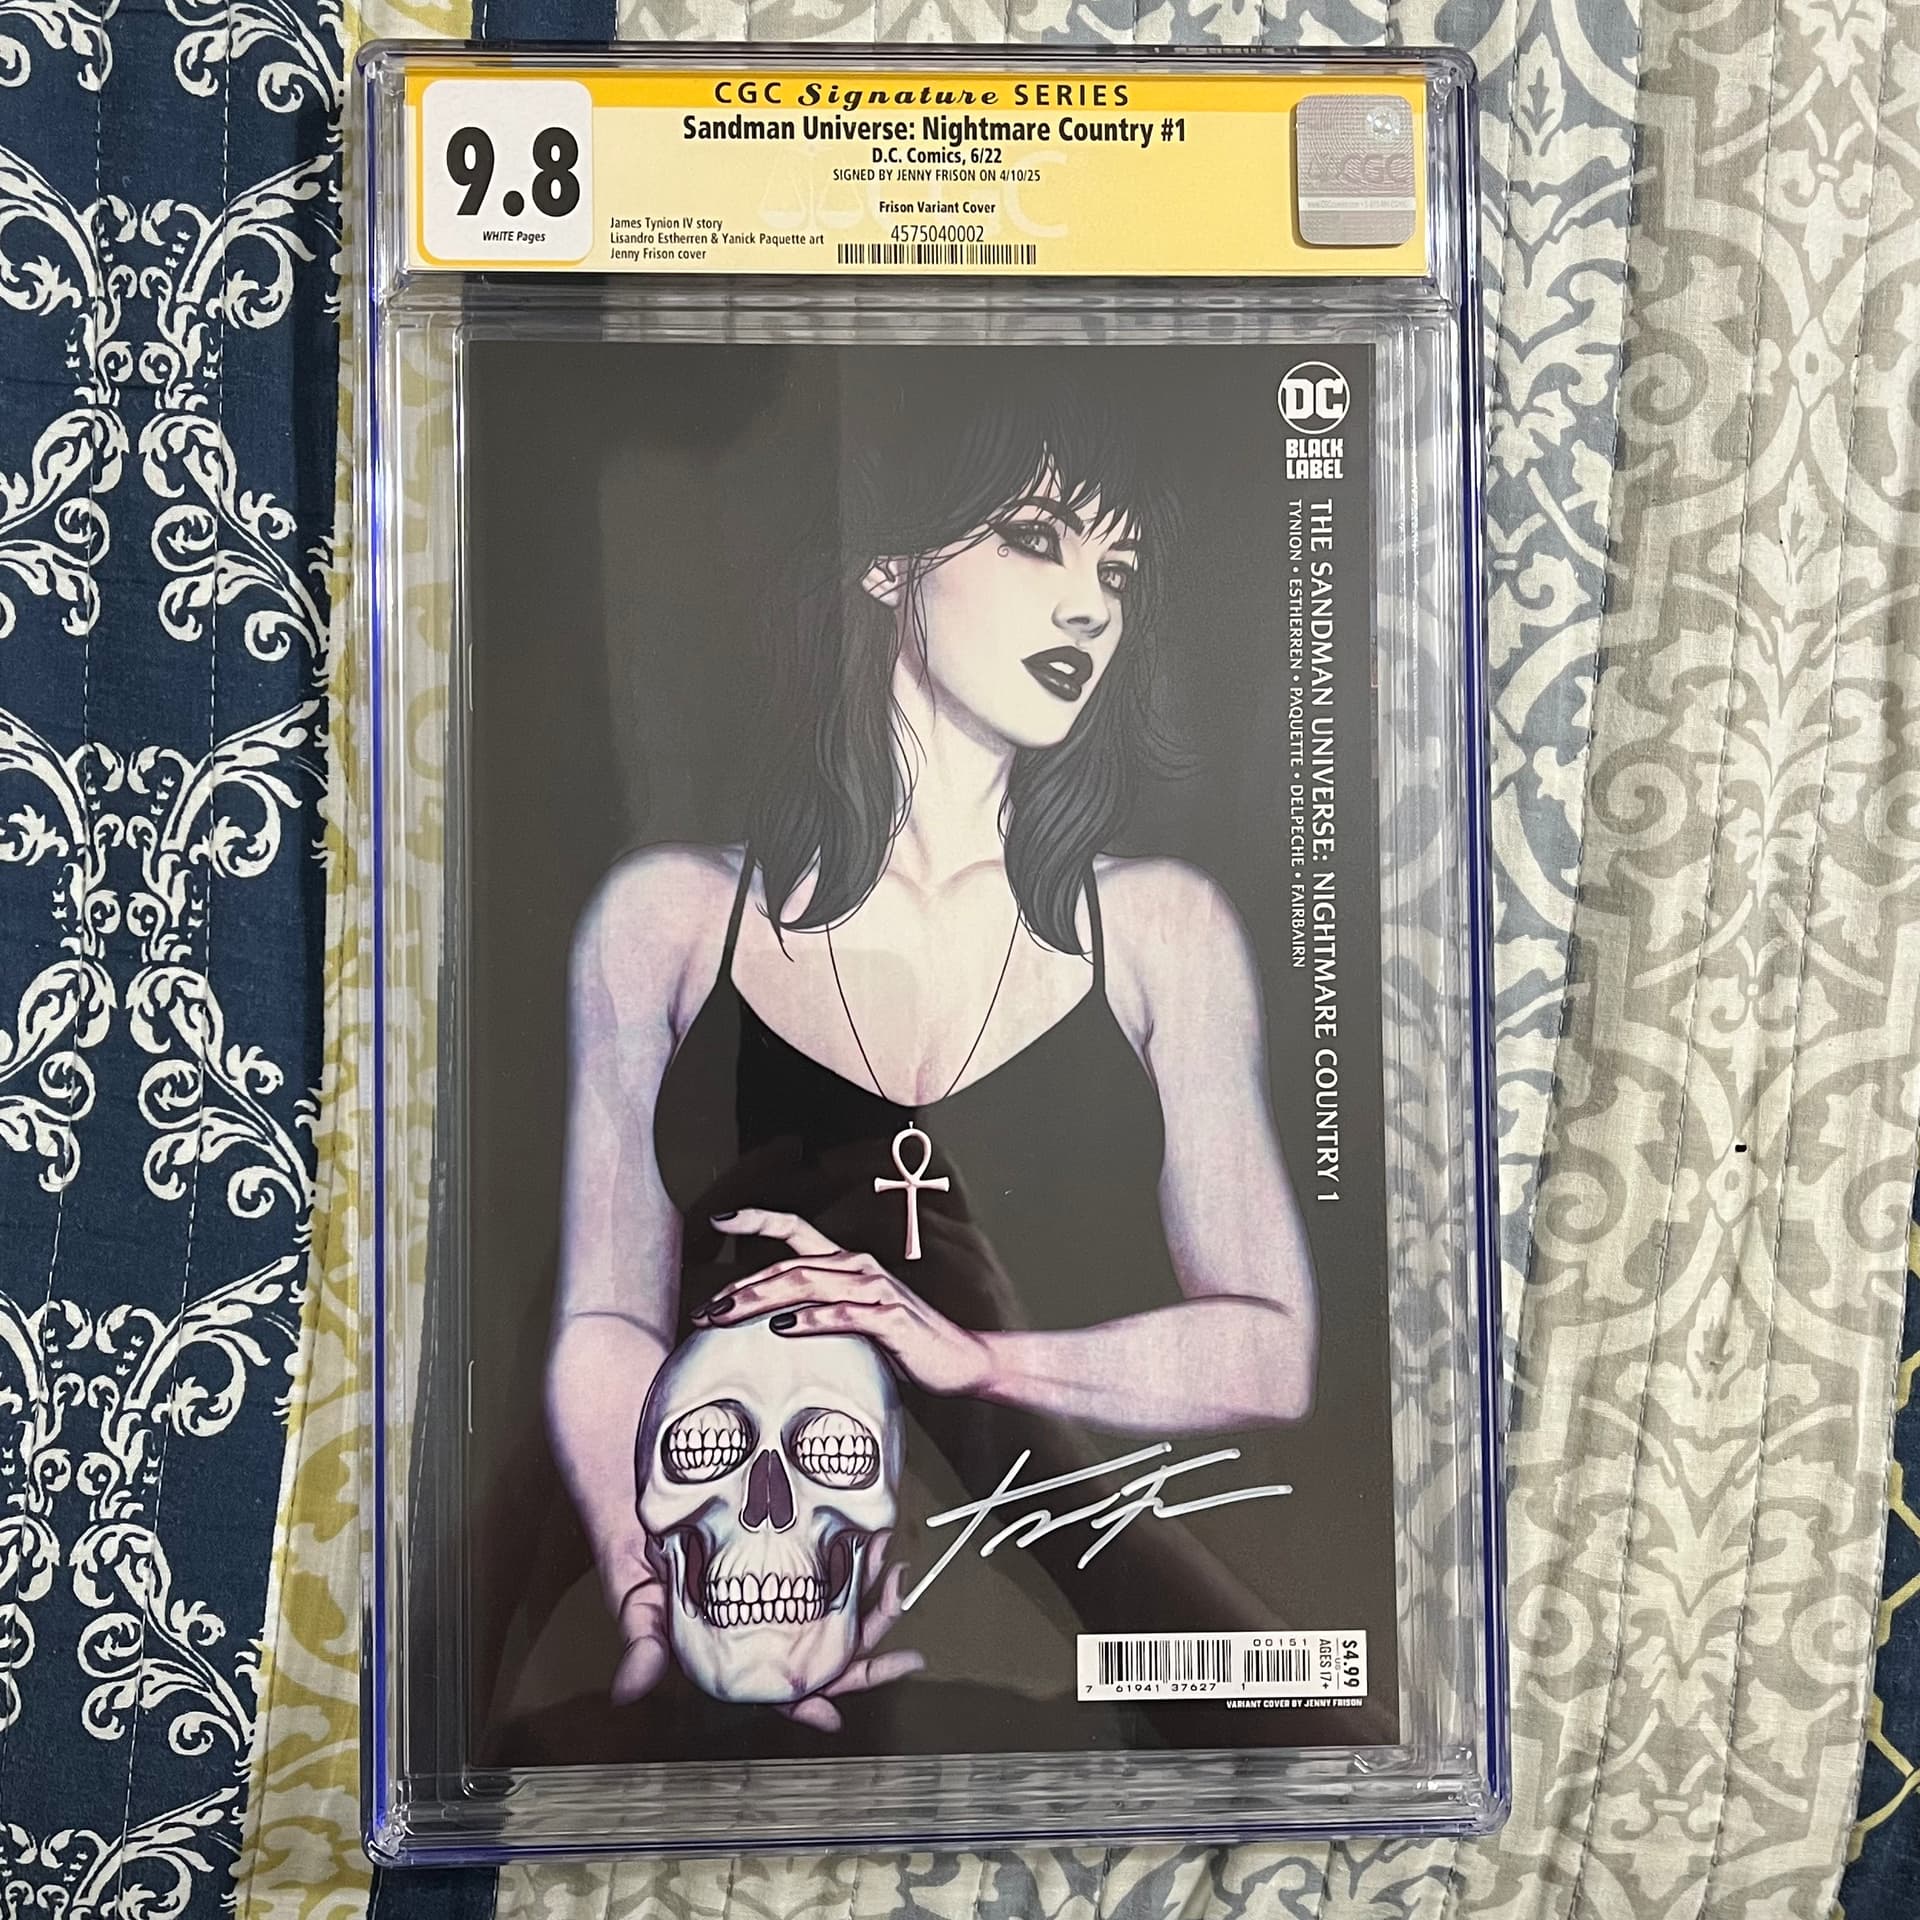 CGC Signature SERIES
Sandman Universe: Nightmare Country #1
D.C. Comics, 6/22
SIGNED BY JENNY FRISON ON 4/10/25
Frison Variant Cover
4575040002
9.8
WHITE Pages
James Tynion IV story
Lisandro Estherren & Yanick Paquette art
Jenny Frison cover
CGC
DC
BLACK
LABEL
THE SANDMAN UNIVERSE: NIGHTMARE COUNTRY 1
TYNION • ESTHERREN • PAQUETTE • DELPECHE • FAIRBAIRN
00151
7 61941 37627 1
$4.99
US
AGES 17+
VARIANT COVER BY JENNY FRISON